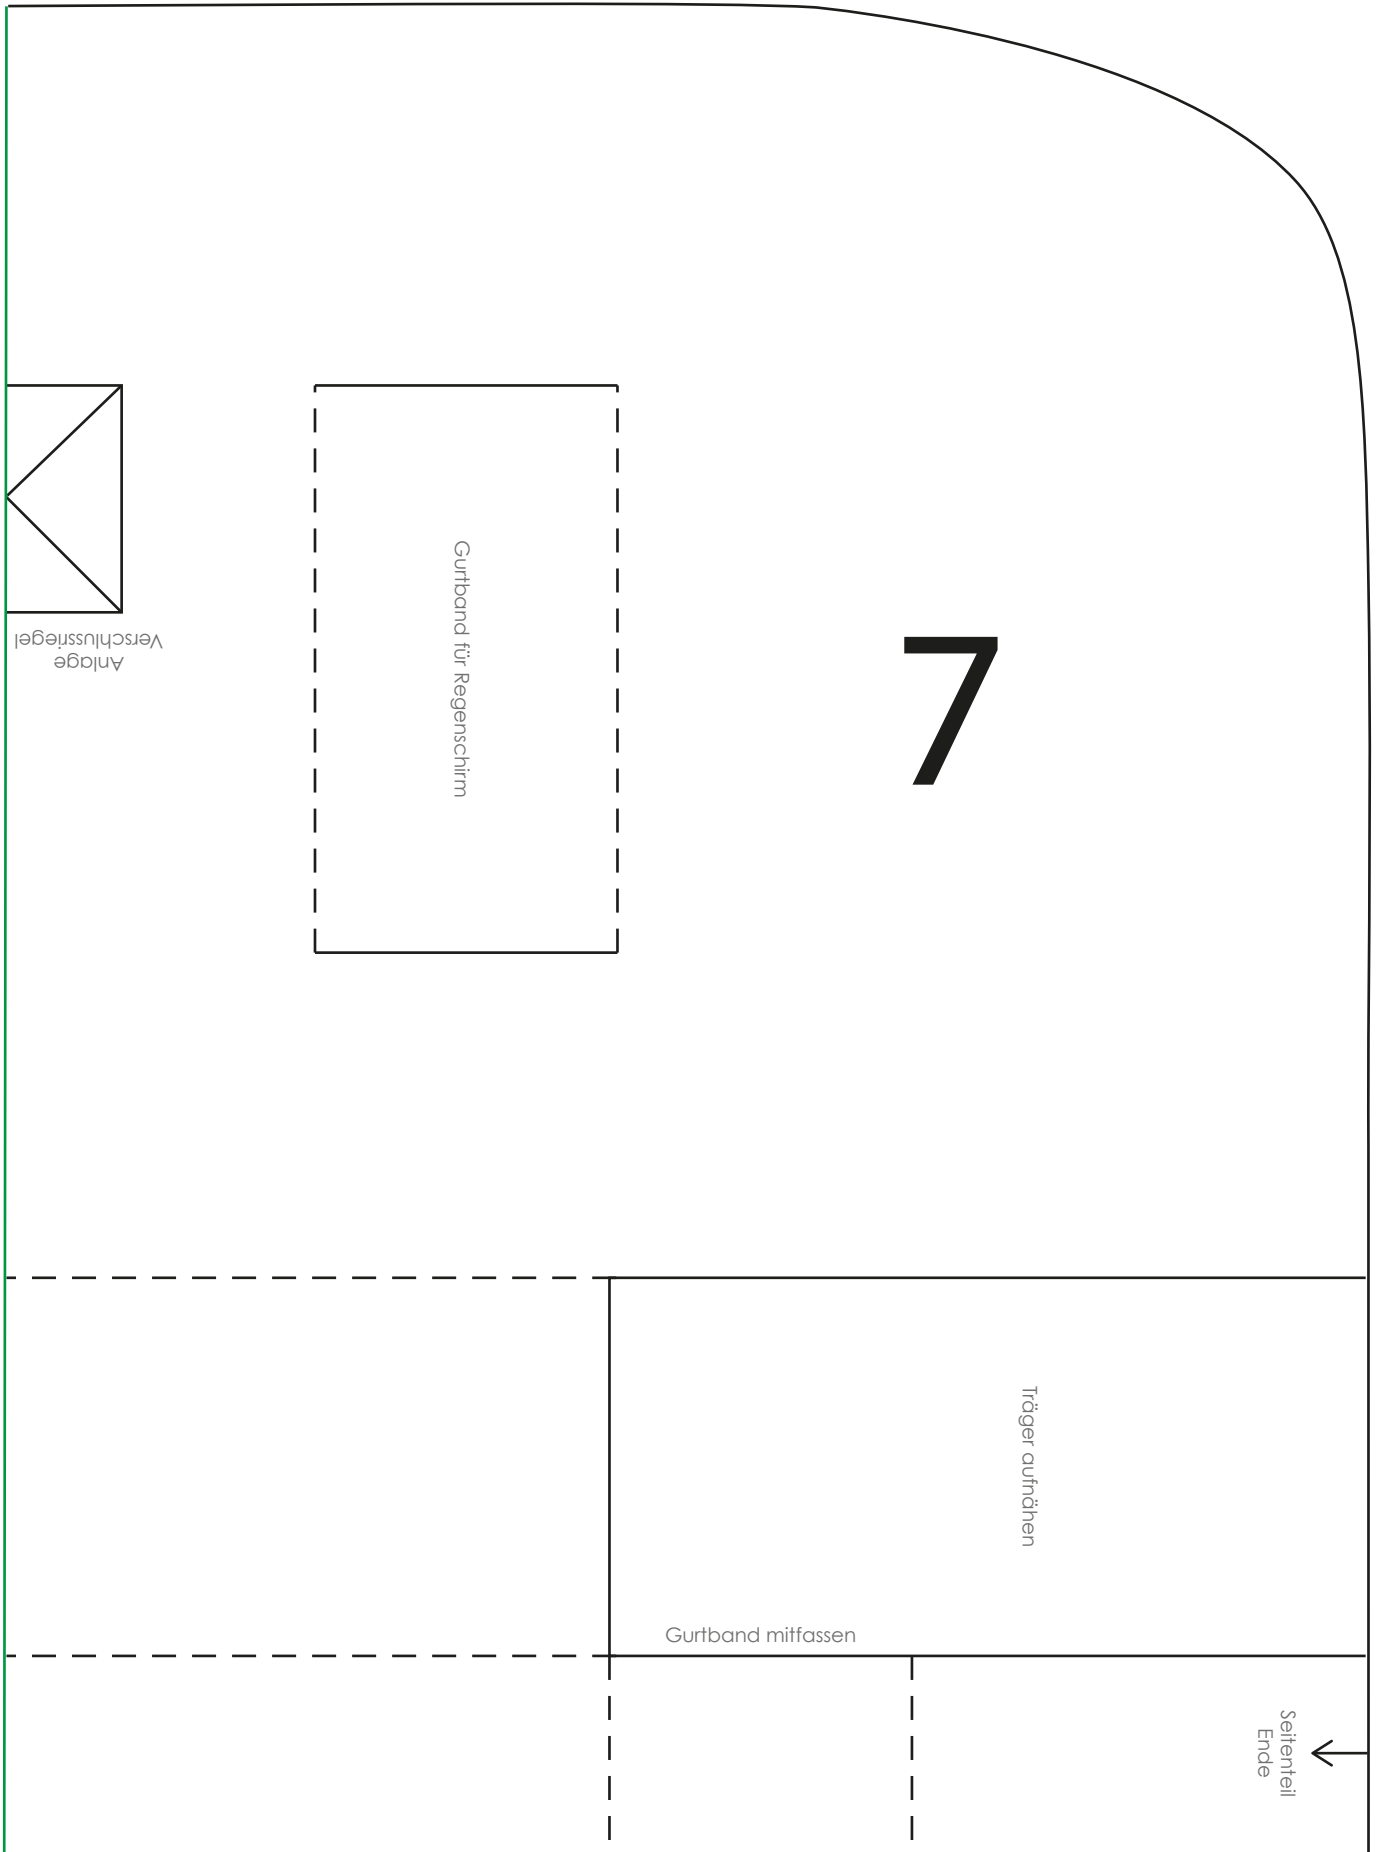 Verschlussriegel
Anlage
Gurtband für Regenschirm
7
Träger aufnähen
Gurtband mitfassen
Seitenteil
Ende